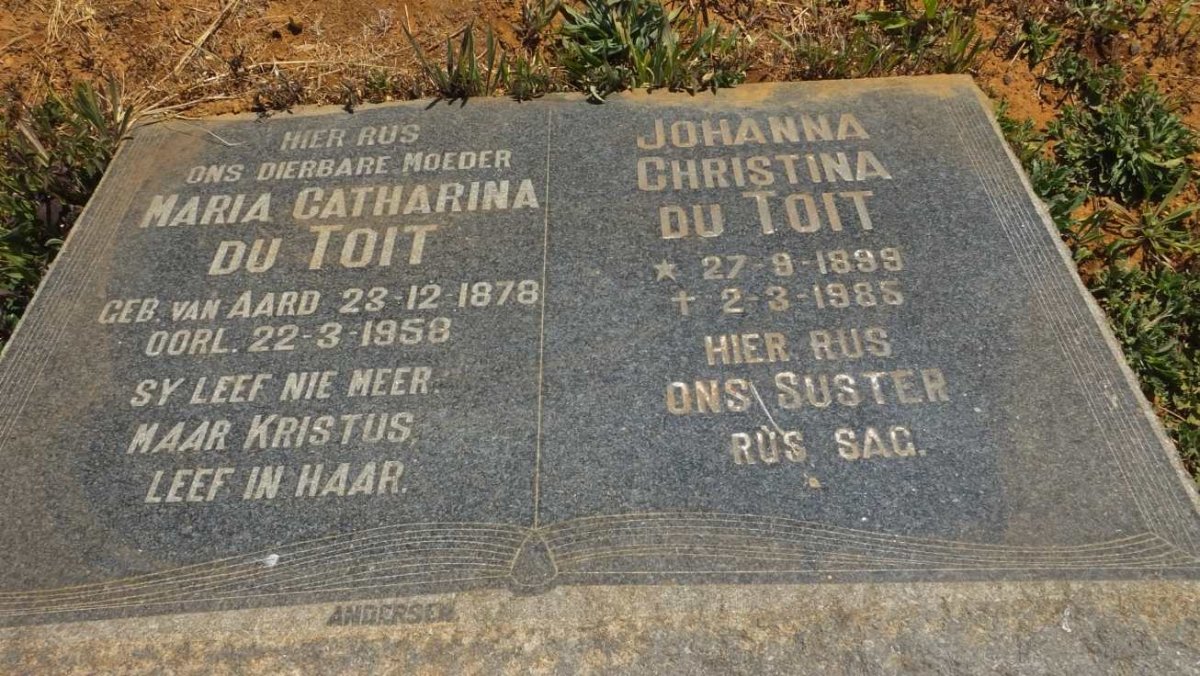 HIER RUS
ONS DIERBARE MOEDER
MARIA CATHARINA
DU TOIT
GEB. VAN AARD 23-12-1878
OORL. 22-3-1958
SY LEEF NIE MEER.
MAAR KRISTUS
LEEF IN HAAR.
JOHANNA
CHRISTINA
DU TOIT
★ 27-9-1899
✝ 2-3-1985
HIER RUS
ONS SUSTER
RUS SAG.
ANDERSEN